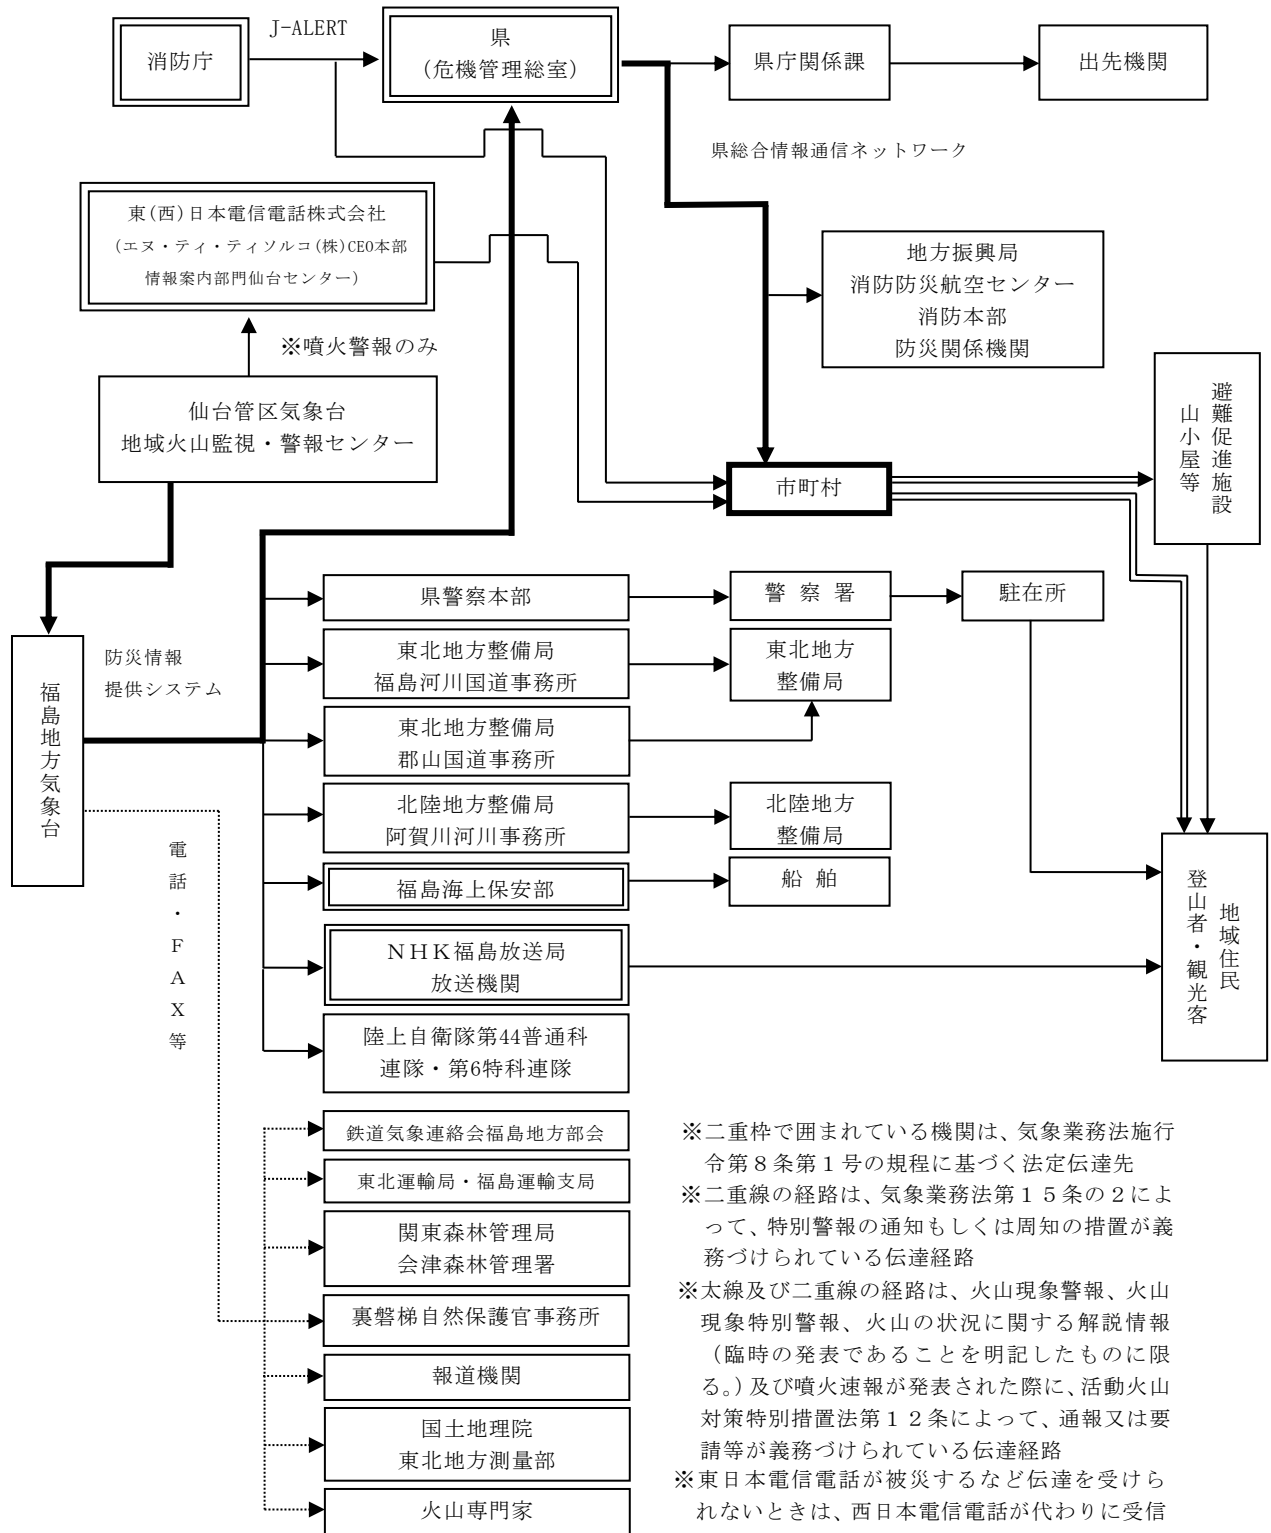 J-ALERT
消防庁
県
(危機管理総室)
県庁関係課
出先機関
県総合情報通信ネットワーク
東(西)日本電信電話株式会社
(エヌ・ティ・ティソルコ(株)CEO本部
情報案内部門仙台センター)
※噴火警報のみ
地方振興局
消防防災航空センター
消防本部
防災関係機関
仙台管区気象台
地域火山監視・警報センター
市町村
避難促進施設
山小屋等
県警察本部
警察署
駐在所
防災情報
提供システム
東北地方整備局
福島河川国道事務所
東北地方
整備局
福島地方気象台
東北地方整備局
郡山国道事務所
北陸地方整備局
阿賀川河川事務所
北陸地方
整備局
電話・FAX等
福島海上保安部
船舶
地域住民
登山者・観光客
NHK福島放送局
放送機関
陸上自衛隊第44普通科
連隊・第6特科連隊
鉄道気象連絡会福島地方部会
東北運輸局・福島運輸支局
関東森林管理局
会津森林管理署
裏磐梯自然保護官事務所
報道機関
国土地理院
東北地方測量部
火山専門家
※二重枠で囲まれている機関は、気象業務法施行
令第8条第1号の規程に基づく法定伝達先
※二重線の経路は、気象業務法第15条の2によ
って、特別警報の通知もしくは周知の措置が義
務づけられている伝達経路
※太線及び二重線の経路は、火山現象警報、火山
現象特別警報、火山の状況に関する解説情報
(臨時の発表であることを明記したものに限
る。)及び噴火速報が発表された際に、活動火山
対策特別措置法第12条によって、通報又は要
請等が義務づけられている伝達経路
※東日本電信電話が被災するなど伝達を受けら
れないときは、西日本電信電話が代わりに受信